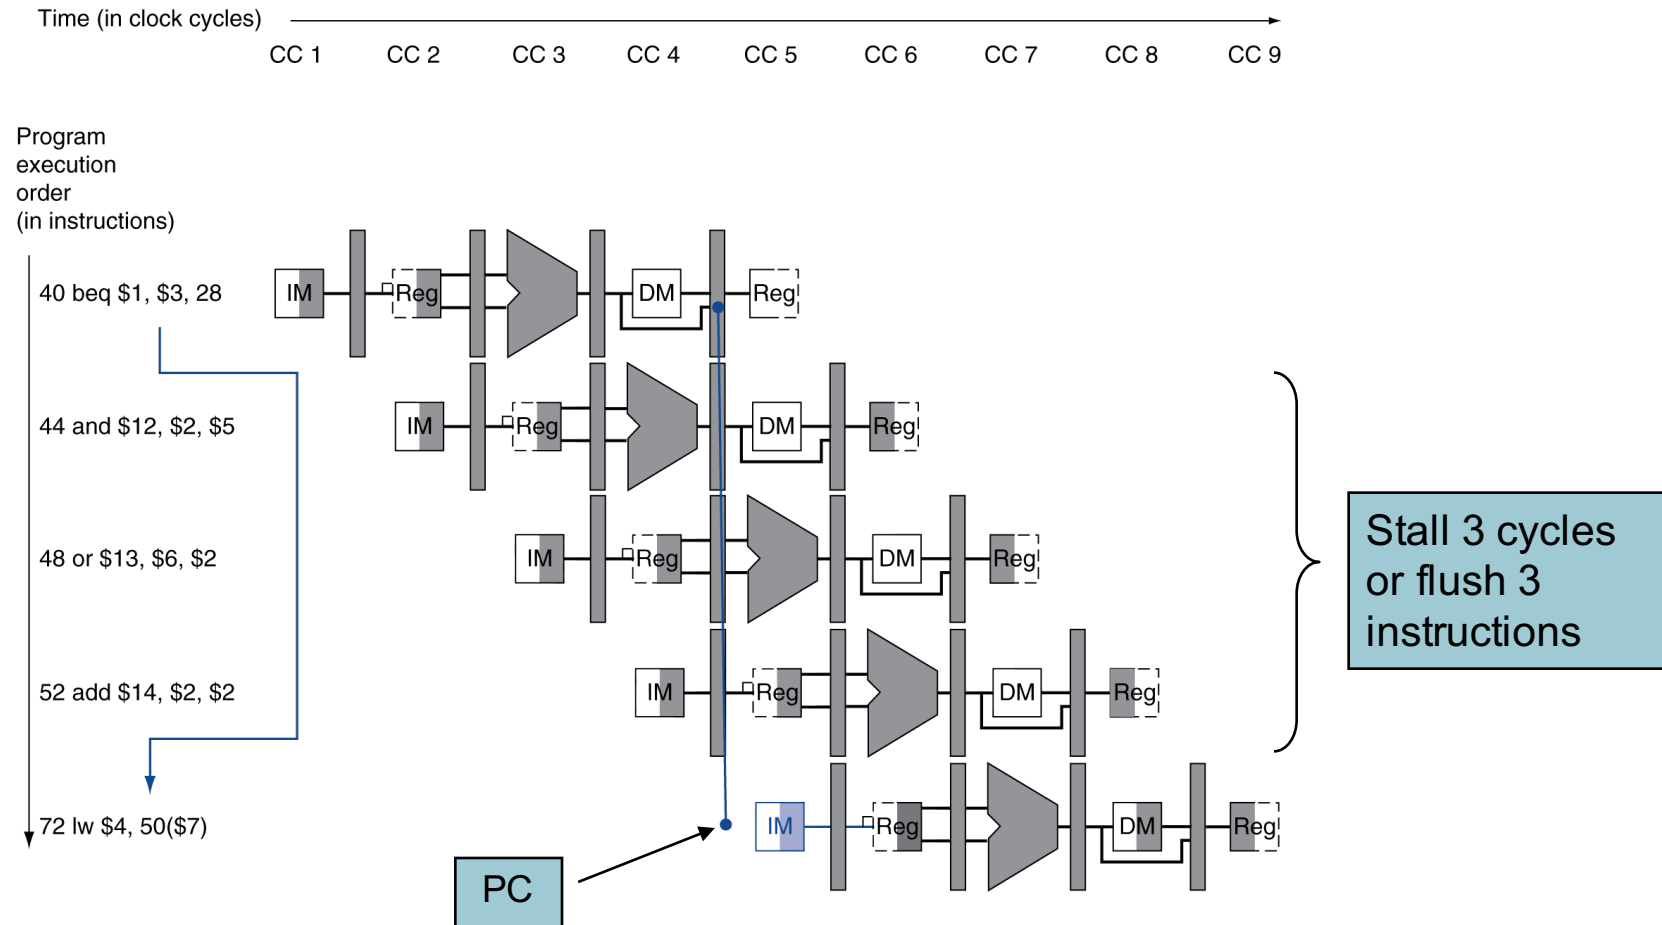 Time (in clock cycles)
CC 1 CC 2 CC 3 CC 4 CC 5 CC 6 CC 7 CC 8 CC 9
Program
execution
order
(in instructions)
40 beq $1, $3, 28
IM Reg DM Reg
44 and $12, $2, $5
IM Reg DM Reg
48 or $13, $6, $2
IM Reg DM Reg
Stall 3 cycles
or flush 3
instructions
52 add $14, $2, $2
IM Reg DM Reg
72 lw $4, 50($7)
IM Reg DM Reg
PC